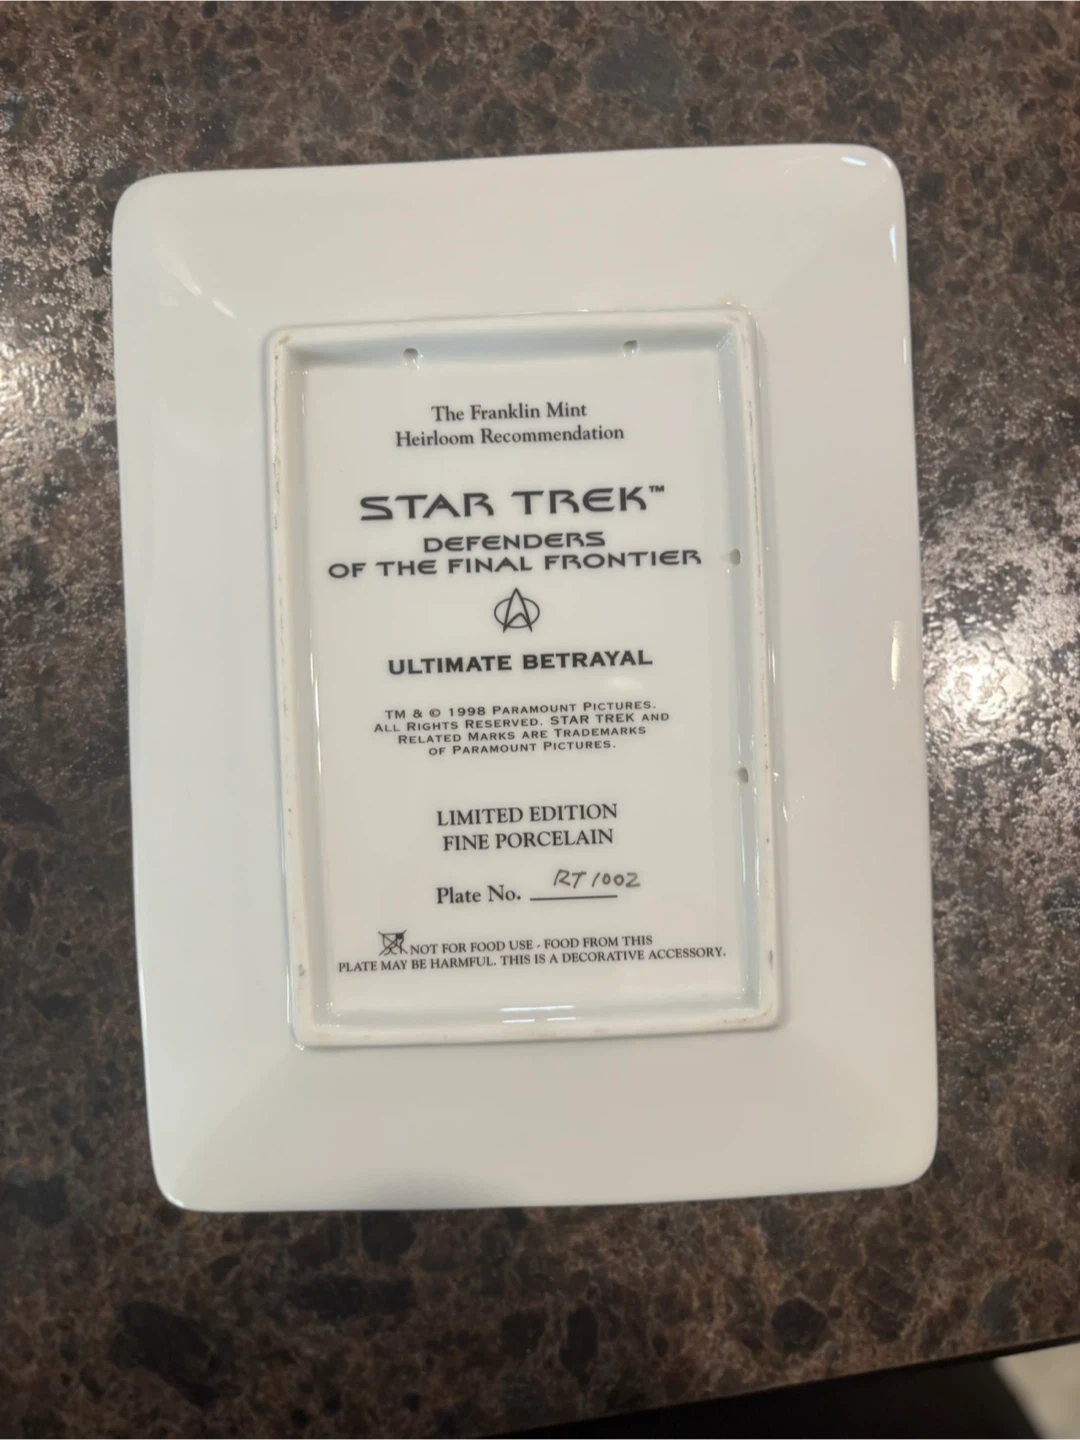 The Franklin Mint
Heirloom Recommendation
STAR TREK™
DEFENDERS
OF THE FINAL FRONTIER
ULTIMATE BETRAYAL
TM & © 1998 PARAMOUNT PICTURES.
ALL RIGHTS RESERVED. STAR TREK AND
RELATED MARKS ARE TRADEMARKS
OF PARAMOUNT PICTURES.
LIMITED EDITION
FINE PORCELAIN
Plate No. RT1002
NOT FOR FOOD USE - FOOD FROM THIS
PLATE MAY BE HARMFUL. THIS IS A DECORATIVE ACCESSORY.